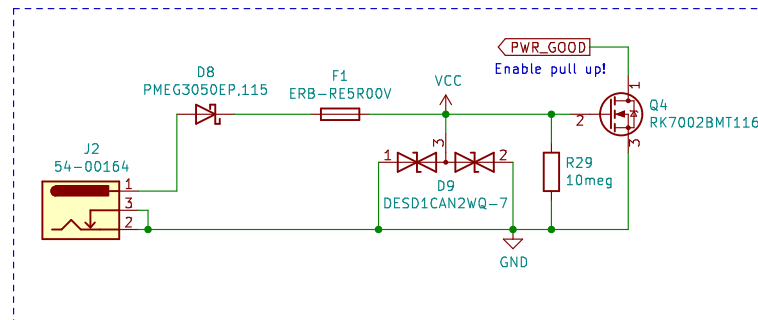 PWR_GOOD
Enable pull up!
D8
PMEG3050EP,115
F1
ERB-RE5R00V
VCC
1
2
Q4
RK7002BMT116
3
J2
54-00164
1
3
2
1
3
2
D9
DESD1CAN2WQ-7
R29
10meg
GND